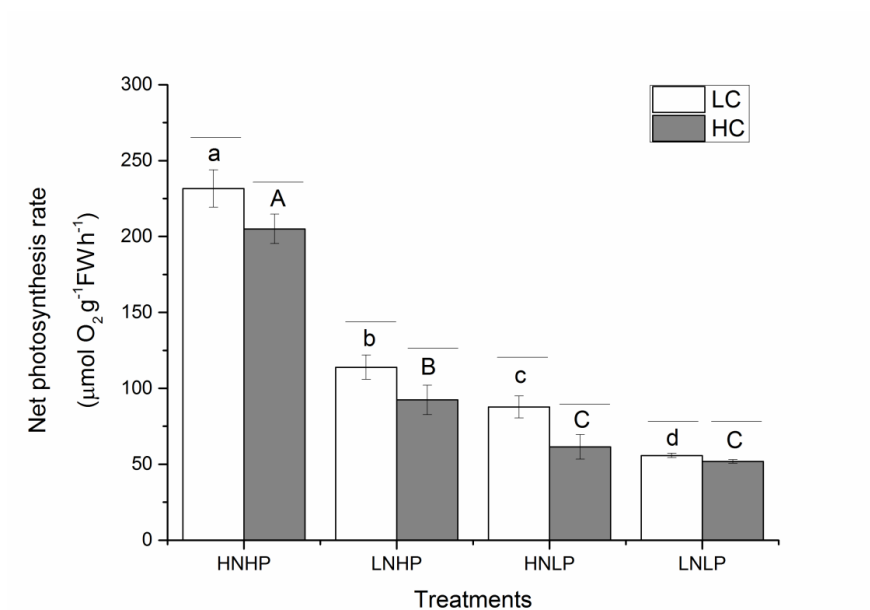 300
250
200
150
100
50
0
Net photosynthesis rate
(μmol O₂ g⁻¹FW h⁻¹)
LC
HC
a
A
b
B
c
C
d
C
HNHP LNHP HNLP LNLP
Treatments